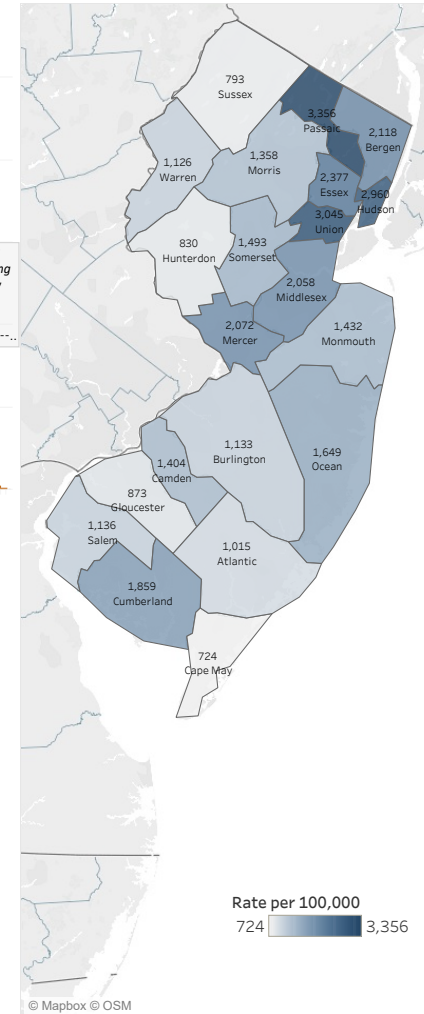 793
Sussex
3,356
Passaic
2,118
Bergen
1,126
Warren
1,358
Morris
2,377
Essex
2,960
Hudson
3,045
Union
830
Hunterdon
1,493
Somerset
2,058
Middlesex
ng
2,072
Mercer
1,432
Monmouth
--..
1,133
Burlington
1,649
Ocean
1,404
Camden
873
Gloucester
1,136
Salem
1,015
Atlantic
1,859
Cumberland
724
Cape May
Rate per 100,000
724 3,356
© Mapbox © OSM